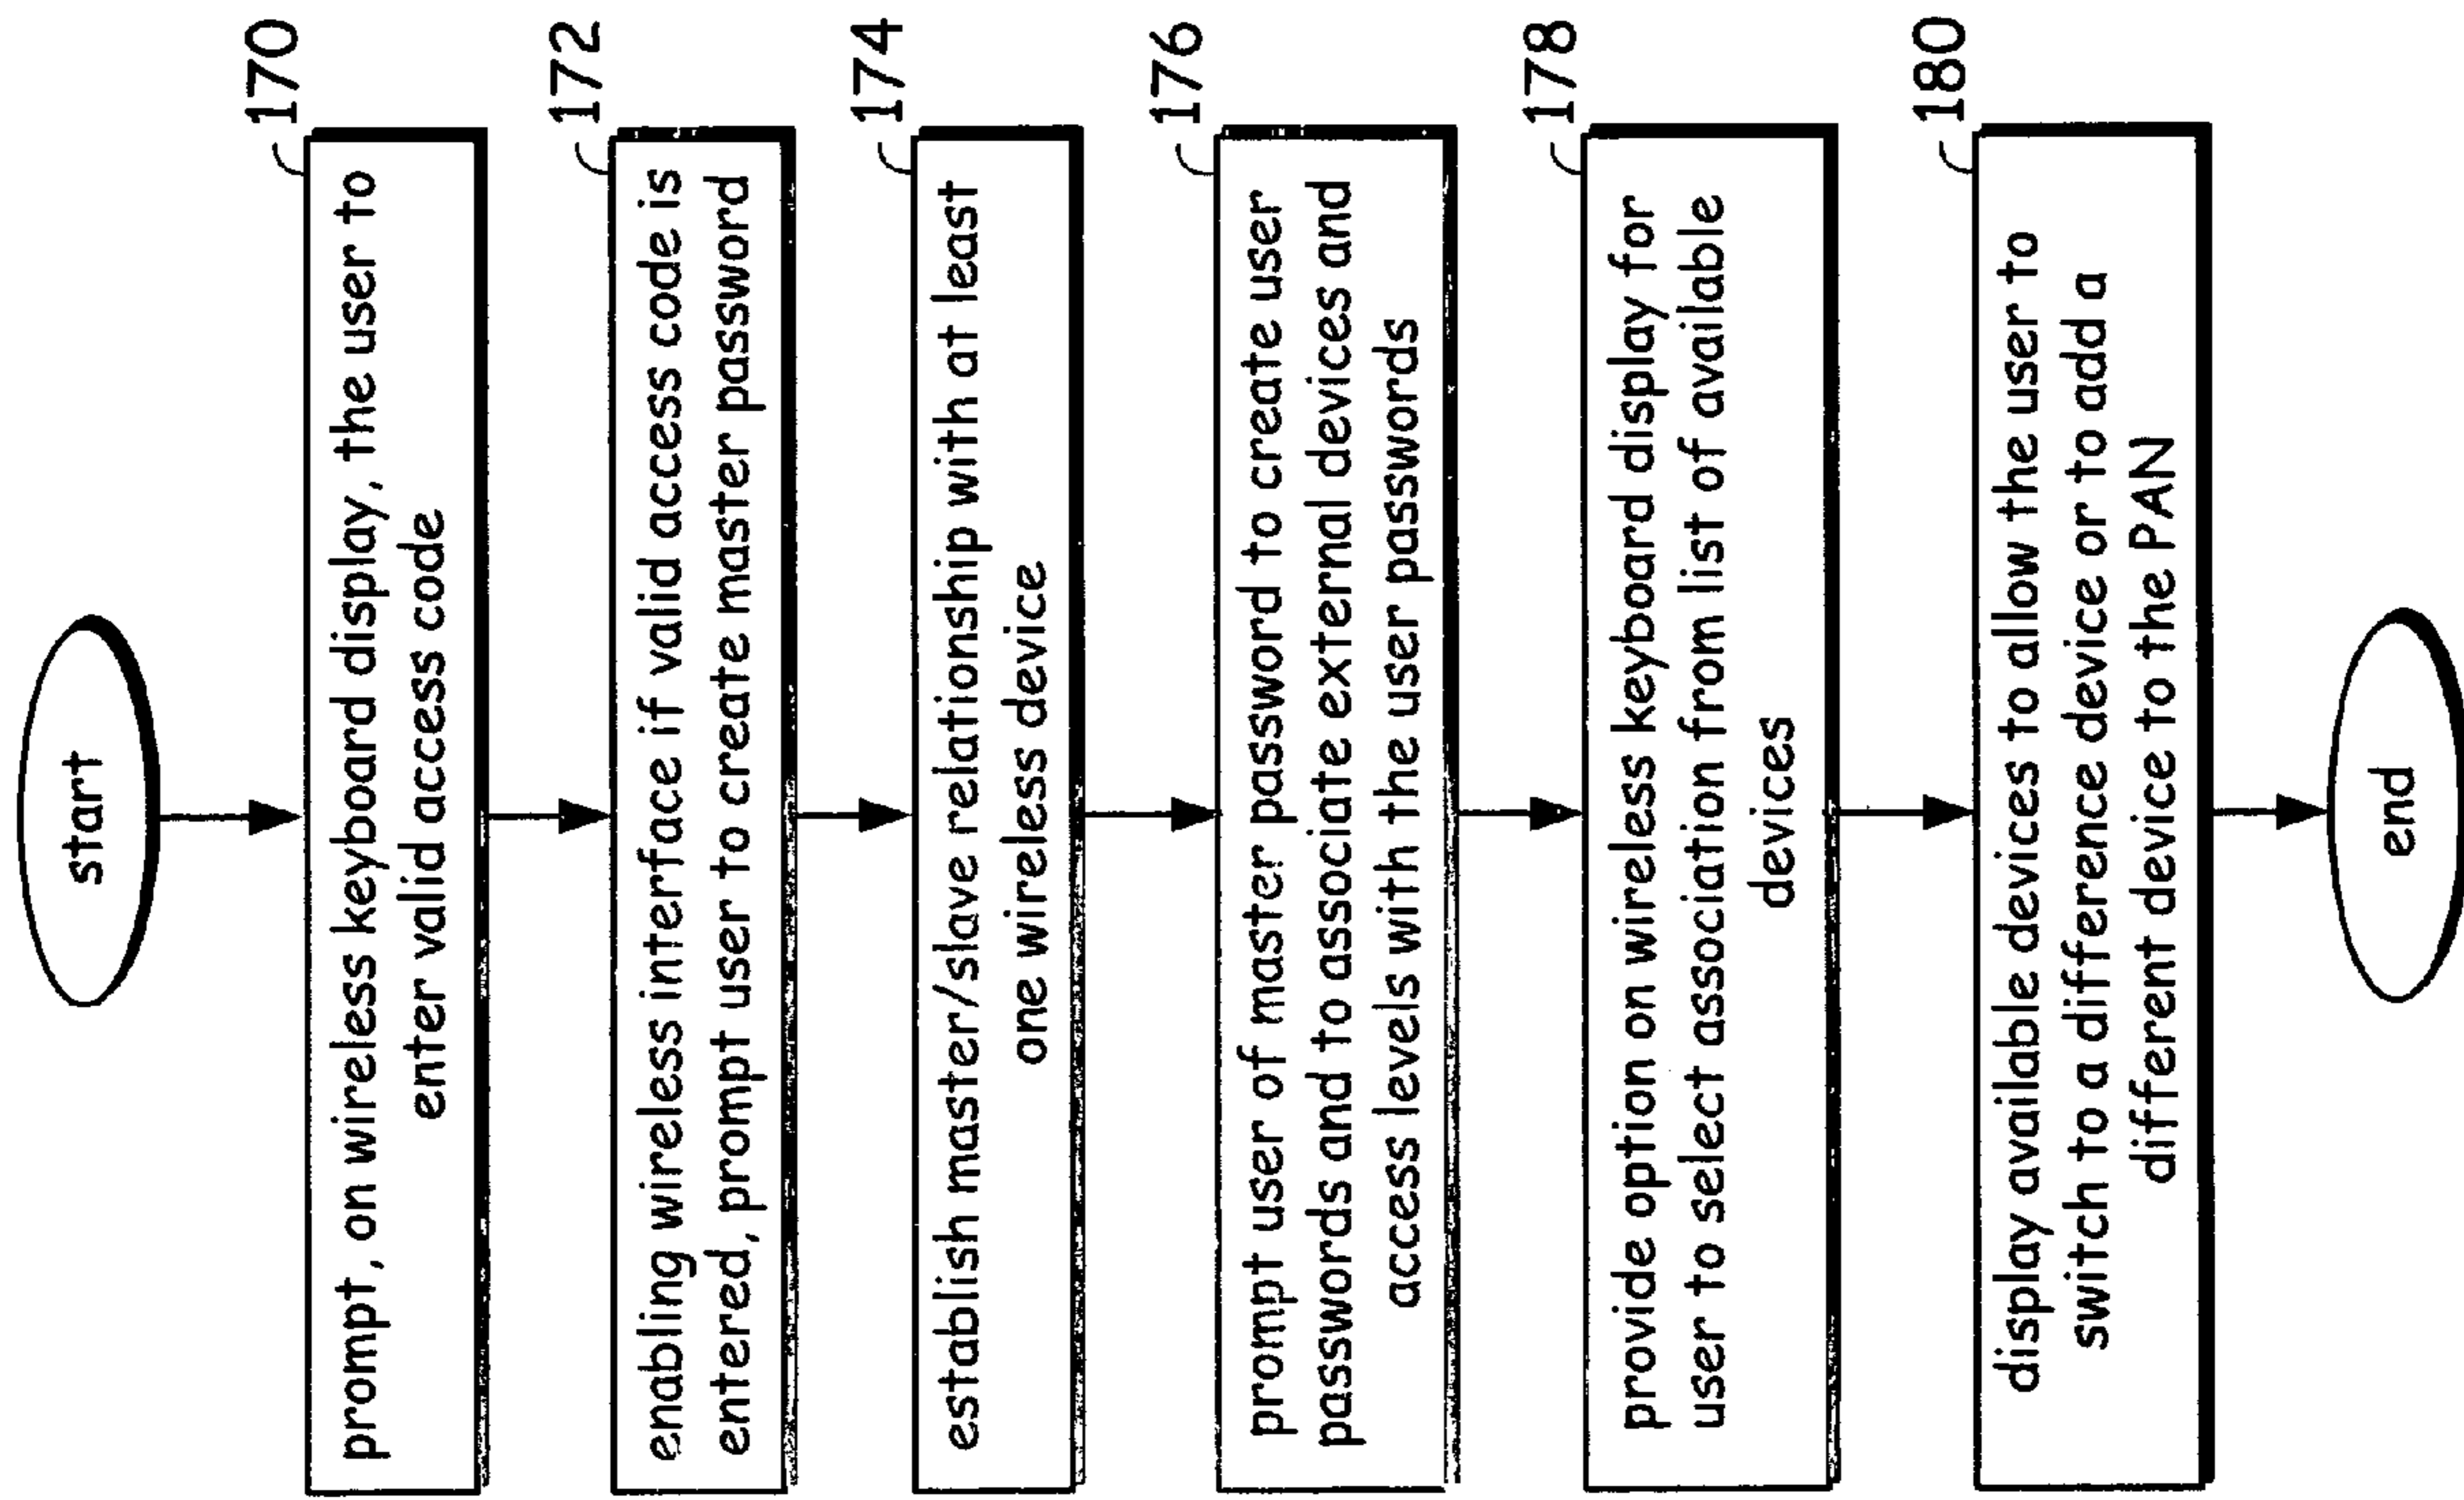 start
170
prompt, on wireless keyboard display, the user to
enter valid access code
172
enabling wireless interface if valid access code is
entered, prompt user to create master password
174
establish master/slave relationship with at least
one wireless device
176
prompt user of master password to create user
passwords and to associate external devices and
access levels with the user passwords
178
provide option on wireless keyboard display for
user to select association from list of available
devices
180
display available devices to allow the user to
switch to a difference device or to add a
different device to the PAN
end